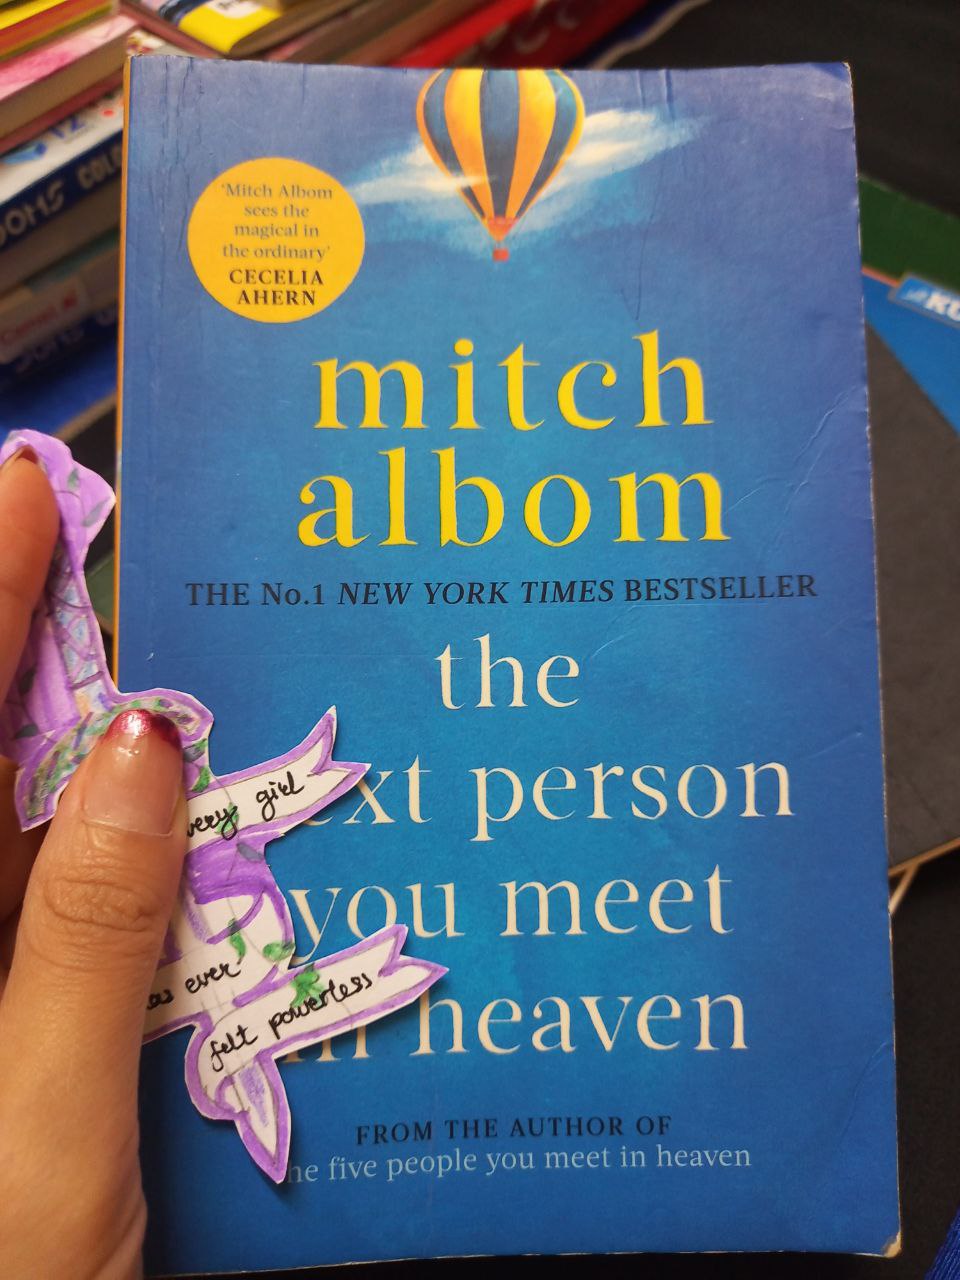 'Mitch Albom
sees the
magical in
the ordinary'
CECELIA
AHERN
mitch
albom
THE No.1 NEW YORK TIMES BESTSELLER
the
ext person
you meet
in heaven
FROM THE AUTHOR OF
he five people you meet in heaven
very girl
as ever
felt powerless